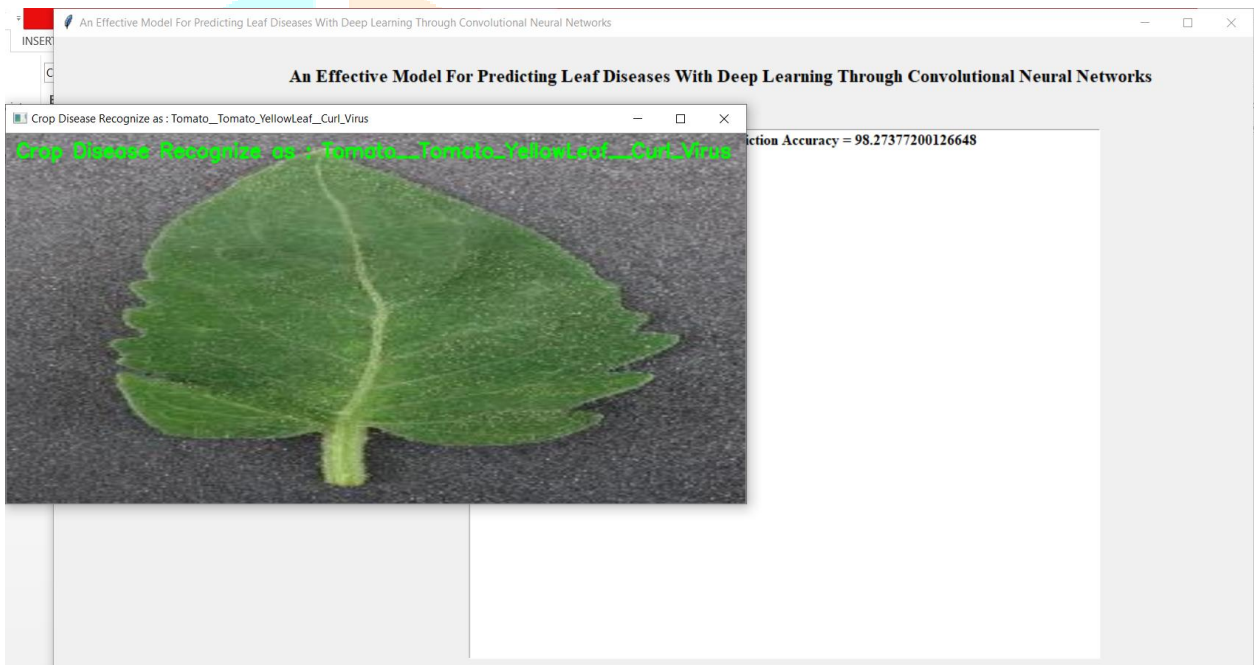 An Effective Model For Predicting Leaf Diseases With Deep Learning Through Convolutional Neural Networks
An Effective Model For Predicting Leaf Diseases With Deep Learning Through Convolutional Neural Networks
Crop Disease Recognize as : Tomato__Tomato_YellowLeaf__Curl_Virus
Crop Disease Recognize as : Tomato__Tomato_YellowLeaf__Curl_Virus
Accuracy = 98.27377200126648